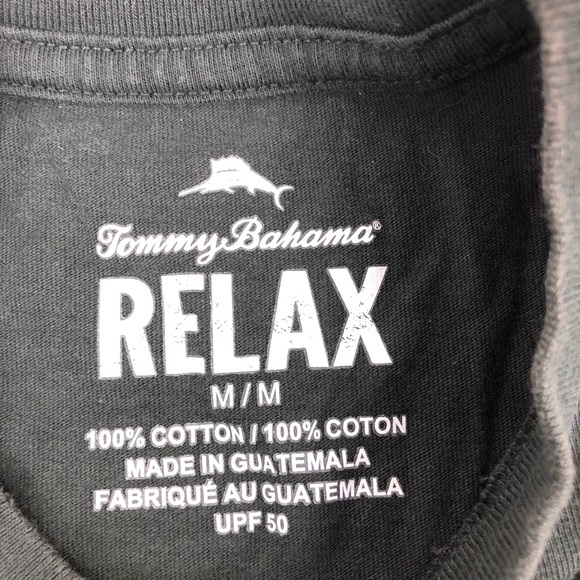 Tommy Bahama®
RELAX
M / M
100% COTTON / 100% COTON
MADE IN GUATEMALA
FABRIQUÉ AU GUATEMALA
UPF 50